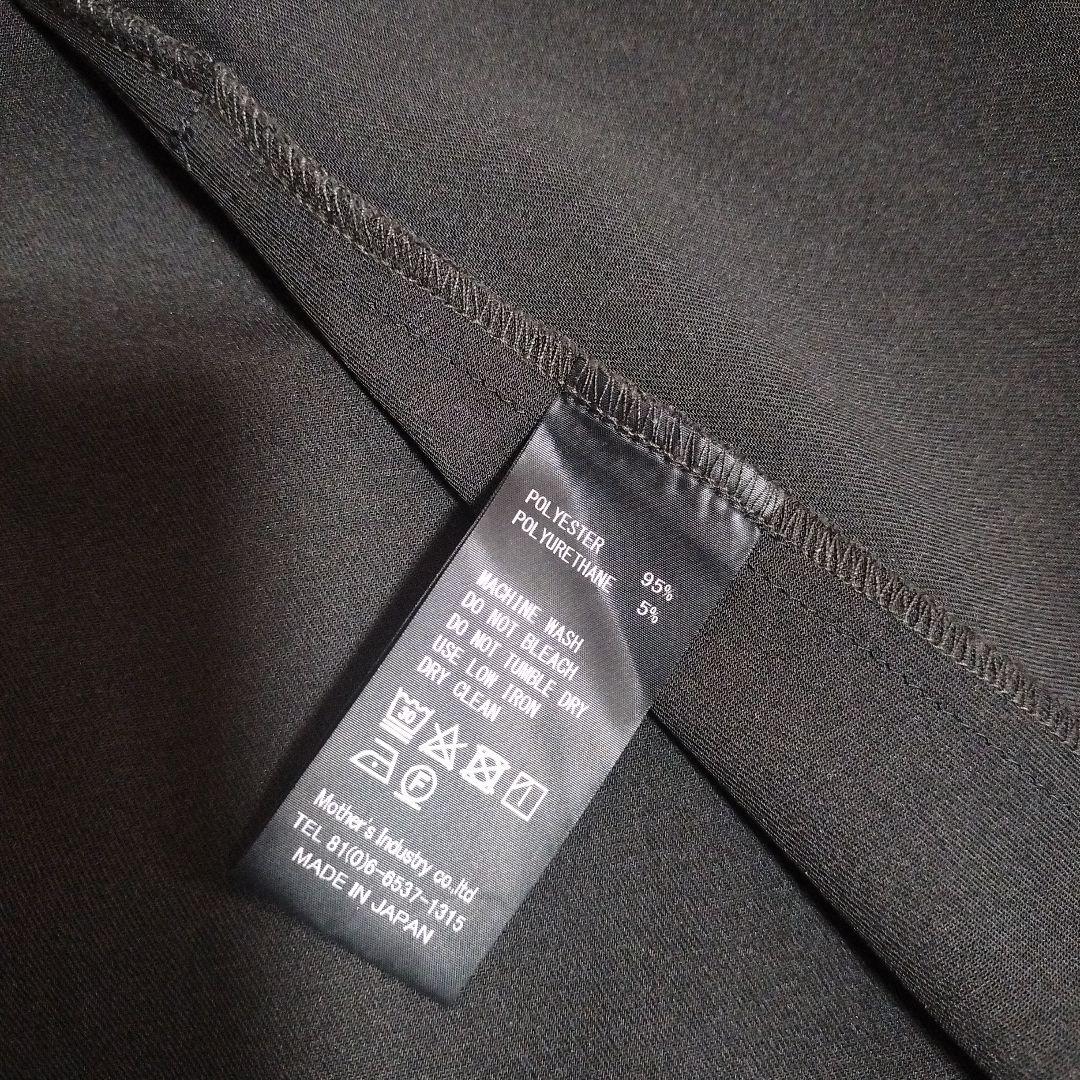 POLYESTER 95%
POLYURETHANE 5%
MACHINE WASH
DO NOT BLEACH
DO NOT TUMBLE DRY
USE LOW IRON
DRY CLEAN
30
F
Mother's Industry co.,ltd
TEL 81(0)6-6537-1315
MADE IN JAPAN